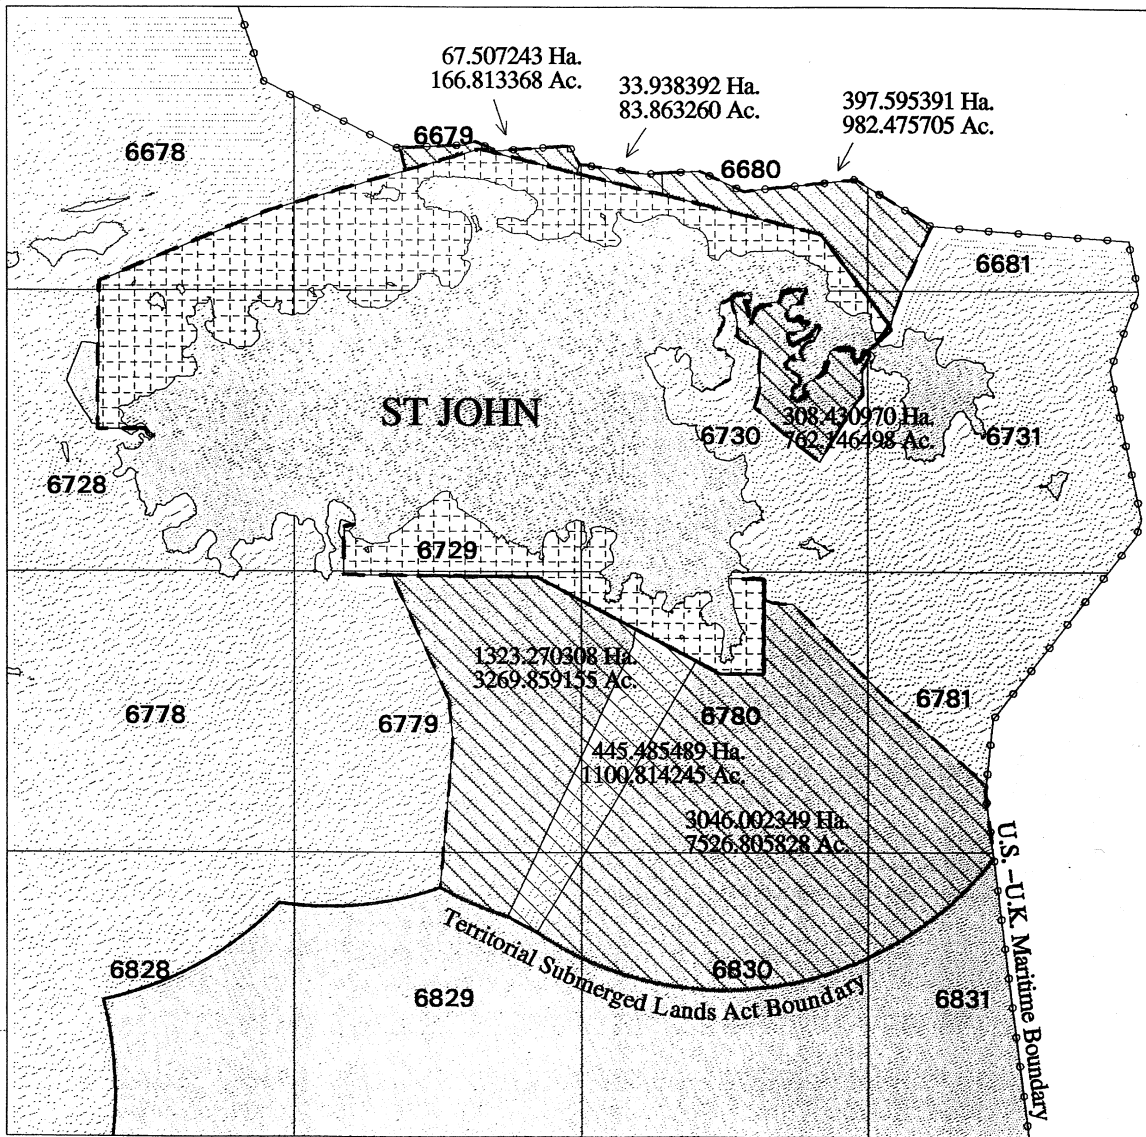 67.507243 Ha.
166.813368 Ac.
33.938392 Ha.
83.863260 Ac.
397.595391 Ha.
982.475705 Ac.
6679
6678
6680
6681
ST JOHN
308.430970 Ha.
762.146498 Ac.
6730
6731
6728
6729
1323.270308 Ha.
3269.859155 Ac.
6778
6779
6780
6781
445.485489 Ha.
1100.814245 Ac.
3046.002349 Ha.
7526.805828 Ac.
U.S. -U.K. Maritime Boundary
Territorial Submerged Lands Act Boundary
6828
6829
6830
6831